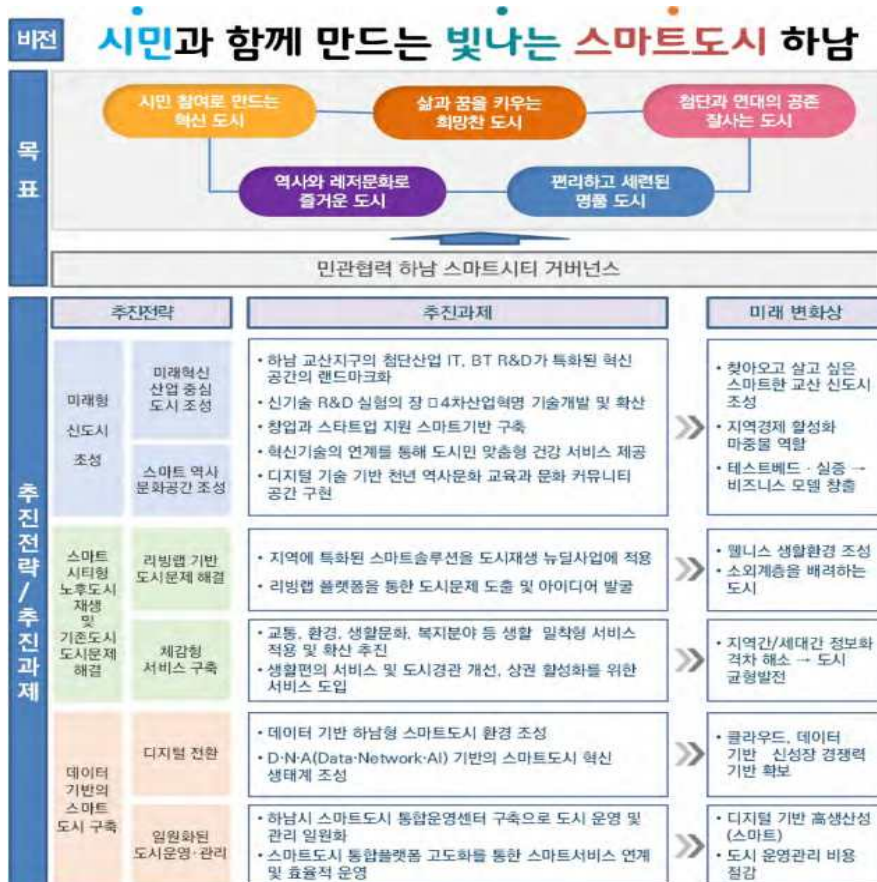 비전
시민과 함께 만드는 빛나는 스마트도시 하남
목
표
시민 참여로 만드는
혁신 도시
삶과 꿈을 키우는
희망찬 도시
첨단과 연대의 공존
잘사는 도시
역사와 레저문화로
즐거운 도시
편리하고 세련된
명품 도시
민관협력 하남 스마트시티 거버넌스
추진전략/추진과제
추진전략
추진과제
미래 변화상
미래형
신도시
조성
미래혁신
산업 중심
도시 조성
스마트 역사
문화공간 조성
• 하남 교산지구의 첨단산업 IT, BT R&D가 특화된 혁신
공간의 랜드마크화
• 신기술 R&D 실험의 장 □4차산업혁명 기술개발 및 확산
• 창업과 스타트업 지원 스마트기반 구축
• 혁신기술의 연계를 통해 도시민 맞춤형 건강 서비스 제공
• 디지털 기술 기반 천년 역사문화 교육과 문화 커뮤니티
공간 구현
• 찾아오고 살고 싶은
스마트한 교산 신도시
조성
• 지역경제 활성화
마중물 역할
• 테스트베드 · 실증 →
비즈니스 모델 창출
스마트
시티형
노후도시
재생
및
기존도시
도시문제
해결
리빙랩 기반
도시문제 해결
• 지역에 특화된 스마트솔루션을 도시재생 뉴딜사업에 적용
• 리빙랩 플랫폼을 통한 도시문제 도출 및 아이디어 발굴
• 웰니스 생활환경 조성
• 소외계층을 배려하는
도시
체감형
서비스 구축
• 교통, 환경, 생활문화, 복지분야 등 생활 밀착형 서비스
적용 및 확산 추진
• 생활편의 서비스 및 도시경관 개선, 상권 활성화를 위한
서비스 도입
• 지역간/세대간 정보화
격차 해소 → 도시
균형발전
데이터
기반의
스마트
도시 구축
디지털 전환
• 데이터 기반 하남형 스마트도시 환경 조성
• D·N·A(Data·Network·AI) 기반의 스마트도시 혁신
생태계 조성
• 클라우드, 데이터
기반 신성장 경쟁력
기반 확보
일원화된
도시운영·관리
• 하남시 스마트도시 통합운영센터 구축으로 도시 운영 및
관리 일원화
• 스마트도시 통합플랫폼 고도화를 통한 스마트서비스 연계
및 효율적 운영
• 디지털 기반 高생산성
(스마트)
• 도시 운영관리 비용
절감